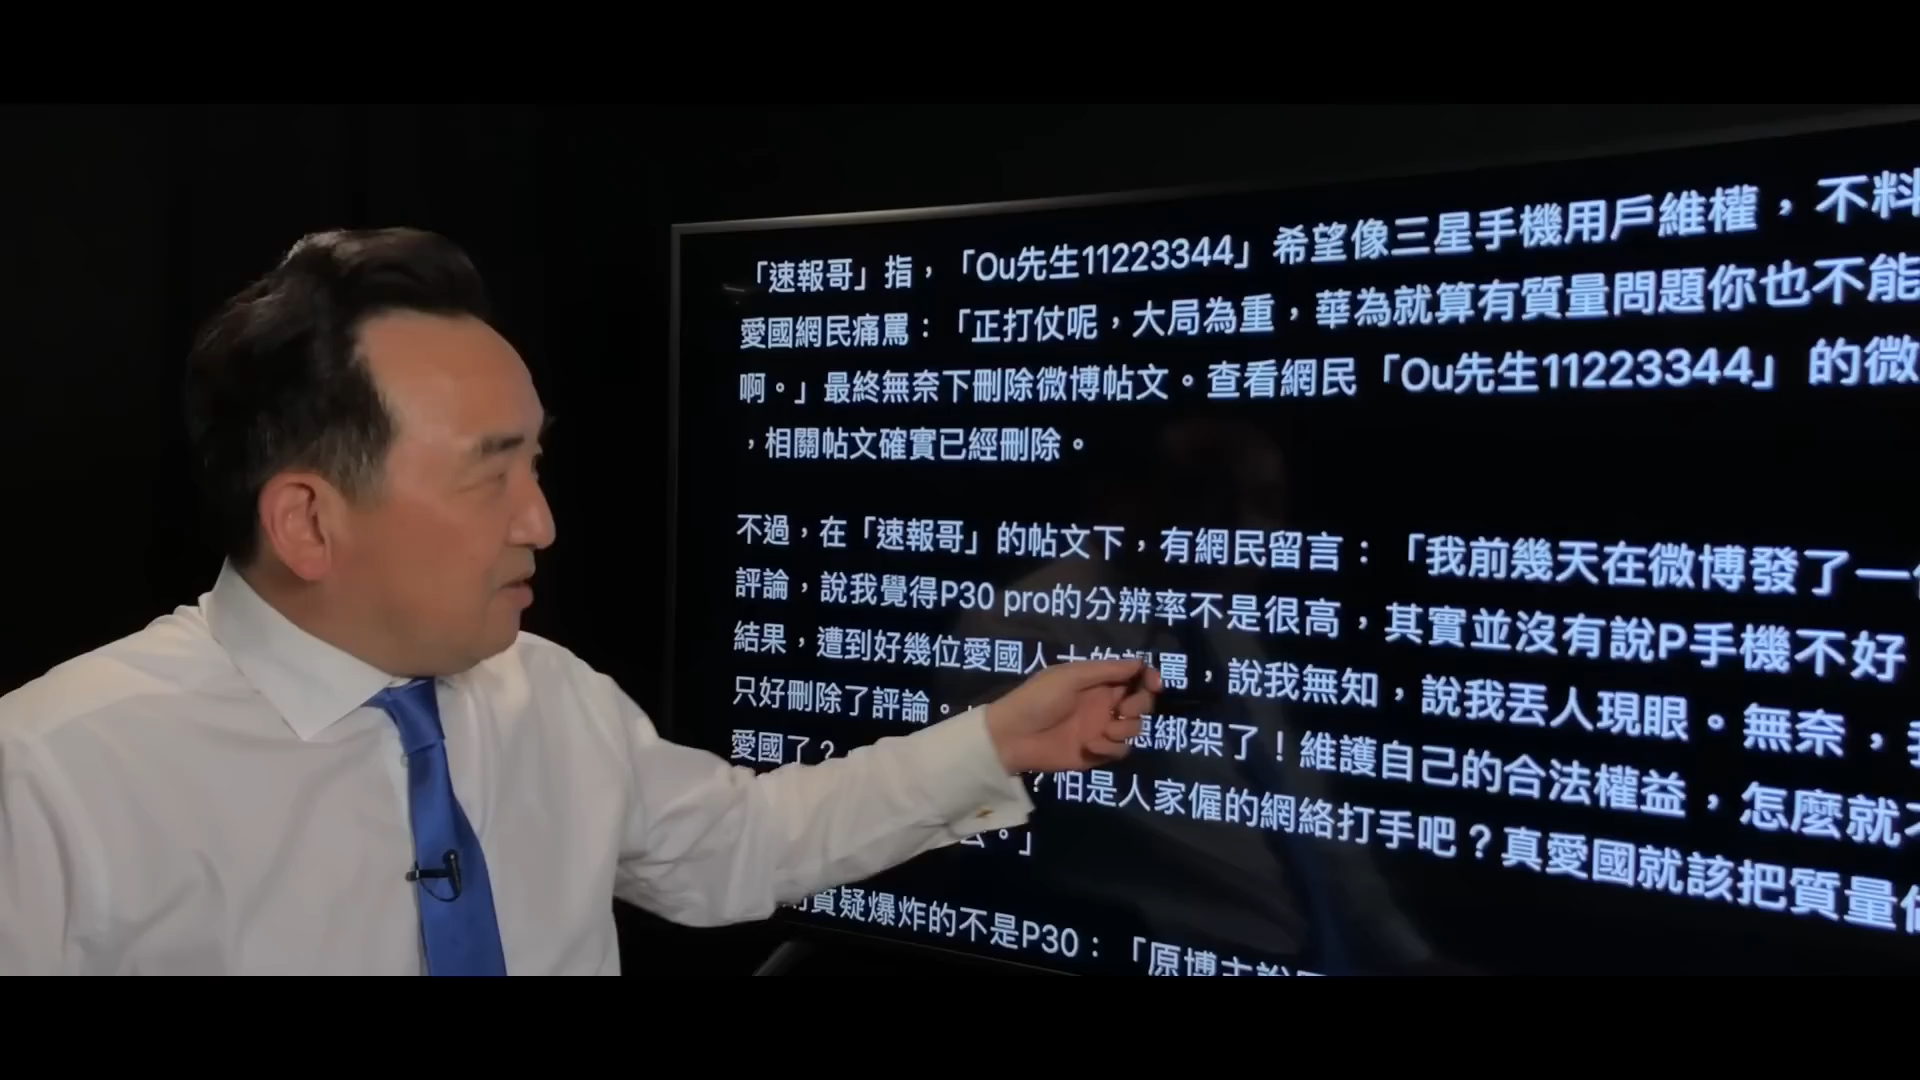 「速報哥」指，「Ou先生11223344」希望像三星手機用戶維權，不料
愛國網民痛罵：「正打仗呢，大局為重，華為就算有質量問題你也不能
啊。」最終無奈下刪除微博帖文。查看網民「Ou先生11223344」的微
，相關帖文確實已經刪除。
不過，在「速報哥」的帖文下，有網民留言：「我前幾天在微博發了一
評論，說我覺得P30 pro的分辨率不是很高，其實並沒有說P手機不好
結果，遭到好幾位愛國人士的 罵，說我無知，說我丟人現眼。無奈，
只好刪除了評論。 綁架了！維護自己的合法權益，怎麼就不
愛國了？ ？怕是人家僱的網絡打手吧？真愛國就該把質量
。」
質疑爆炸的不是P30：「原博主說